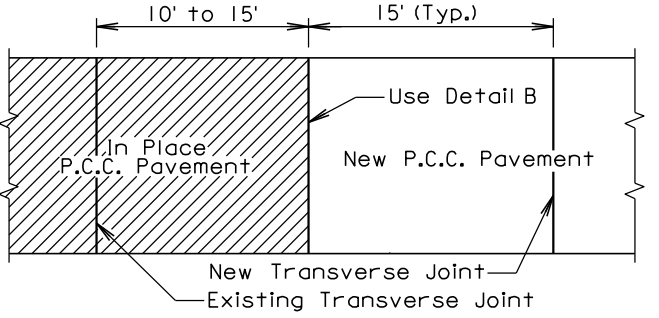 10' to 15'
15' (Typ.)
Use Detail B
In Place
P.C.C. Pavement
New P.C.C. Pavement
New Transverse Joint
Existing Transverse Joint